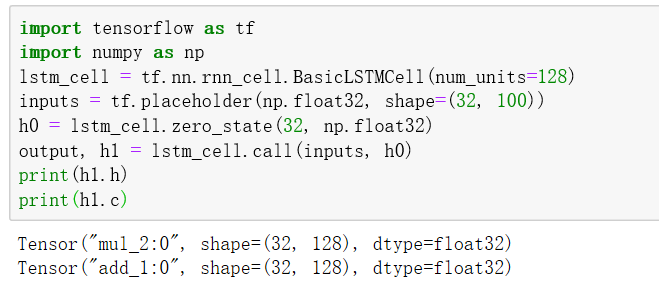 import tensorflow as tf
import numpy as np
lstm_cell = tf.nn.rnn_cell.BasicLSTMCell(num_units=128)
inputs = tf.placeholder(np.float32, shape=(32, 100))
h0 = lstm_cell.zero_state(32, np.float32)
output, h1 = lstm_cell.call(inputs, h0)
print(h1.h)
print(h1.c)
Tensor("mul_2:0", shape=(32, 128), dtype=float32)
Tensor("add_1:0", shape=(32, 128), dtype=float32)